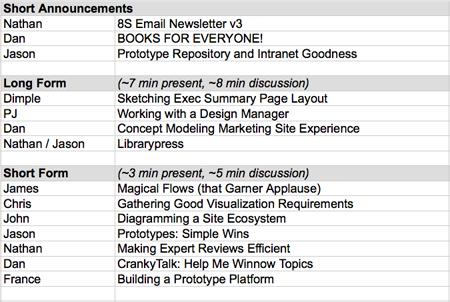 Short Announcements
Nathan 8S Email Newsletter v3
Dan BOOKS FOR EVERYONE!
Jason Prototype Repository and Intranet Goodness
Long Form (~7 min present, ~8 min discussion)
Dimple Sketching Exec Summary Page Layout
PJ Working with a Design Manager
Dan Concept Modeling Marketing Site Experience
Nathan / Jason Librarypress
Short Form (~3 min present, ~5 min discussion)
James Magical Flows (that Garner Applause)
Chris Gathering Good Visualization Requirements
John Diagramming a Site Ecosystem
Jason Prototypes: Simple Wins
Nathan Making Expert Reviews Efficient
Dan CrankyTalk: Help Me Winnow Topics
France Building a Prototype Platform